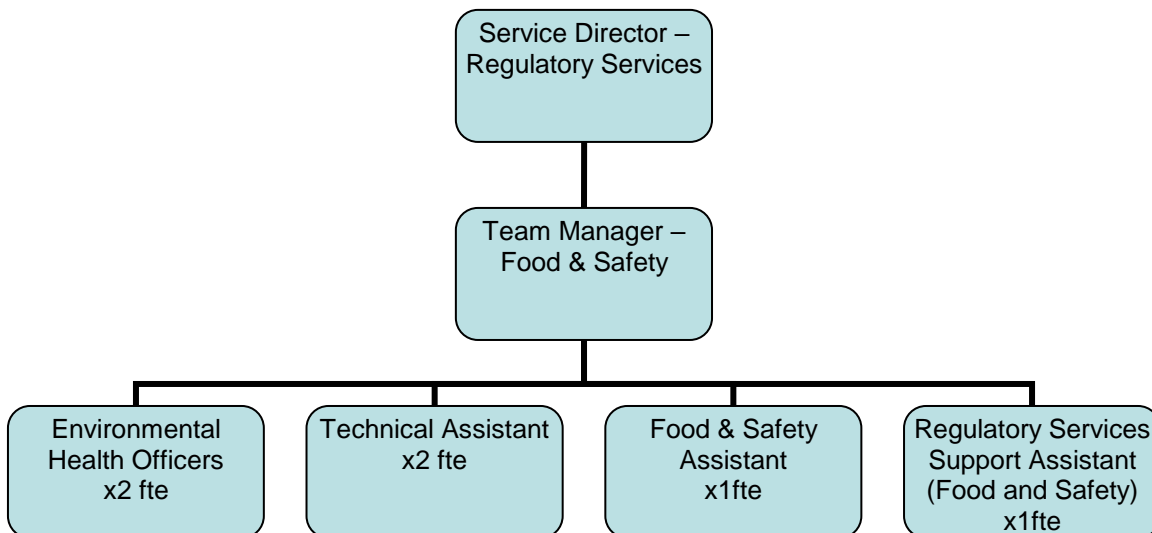 Service Director –
Regulatory Services
Team Manager –
Food & Safety
Environmental
Health Officers
x2 fte
Technical Assistant
x2 fte
Food & Safety
Assistant
x1fte
Regulatory Services
Support Assistant
(Food and Safety)
x1fte